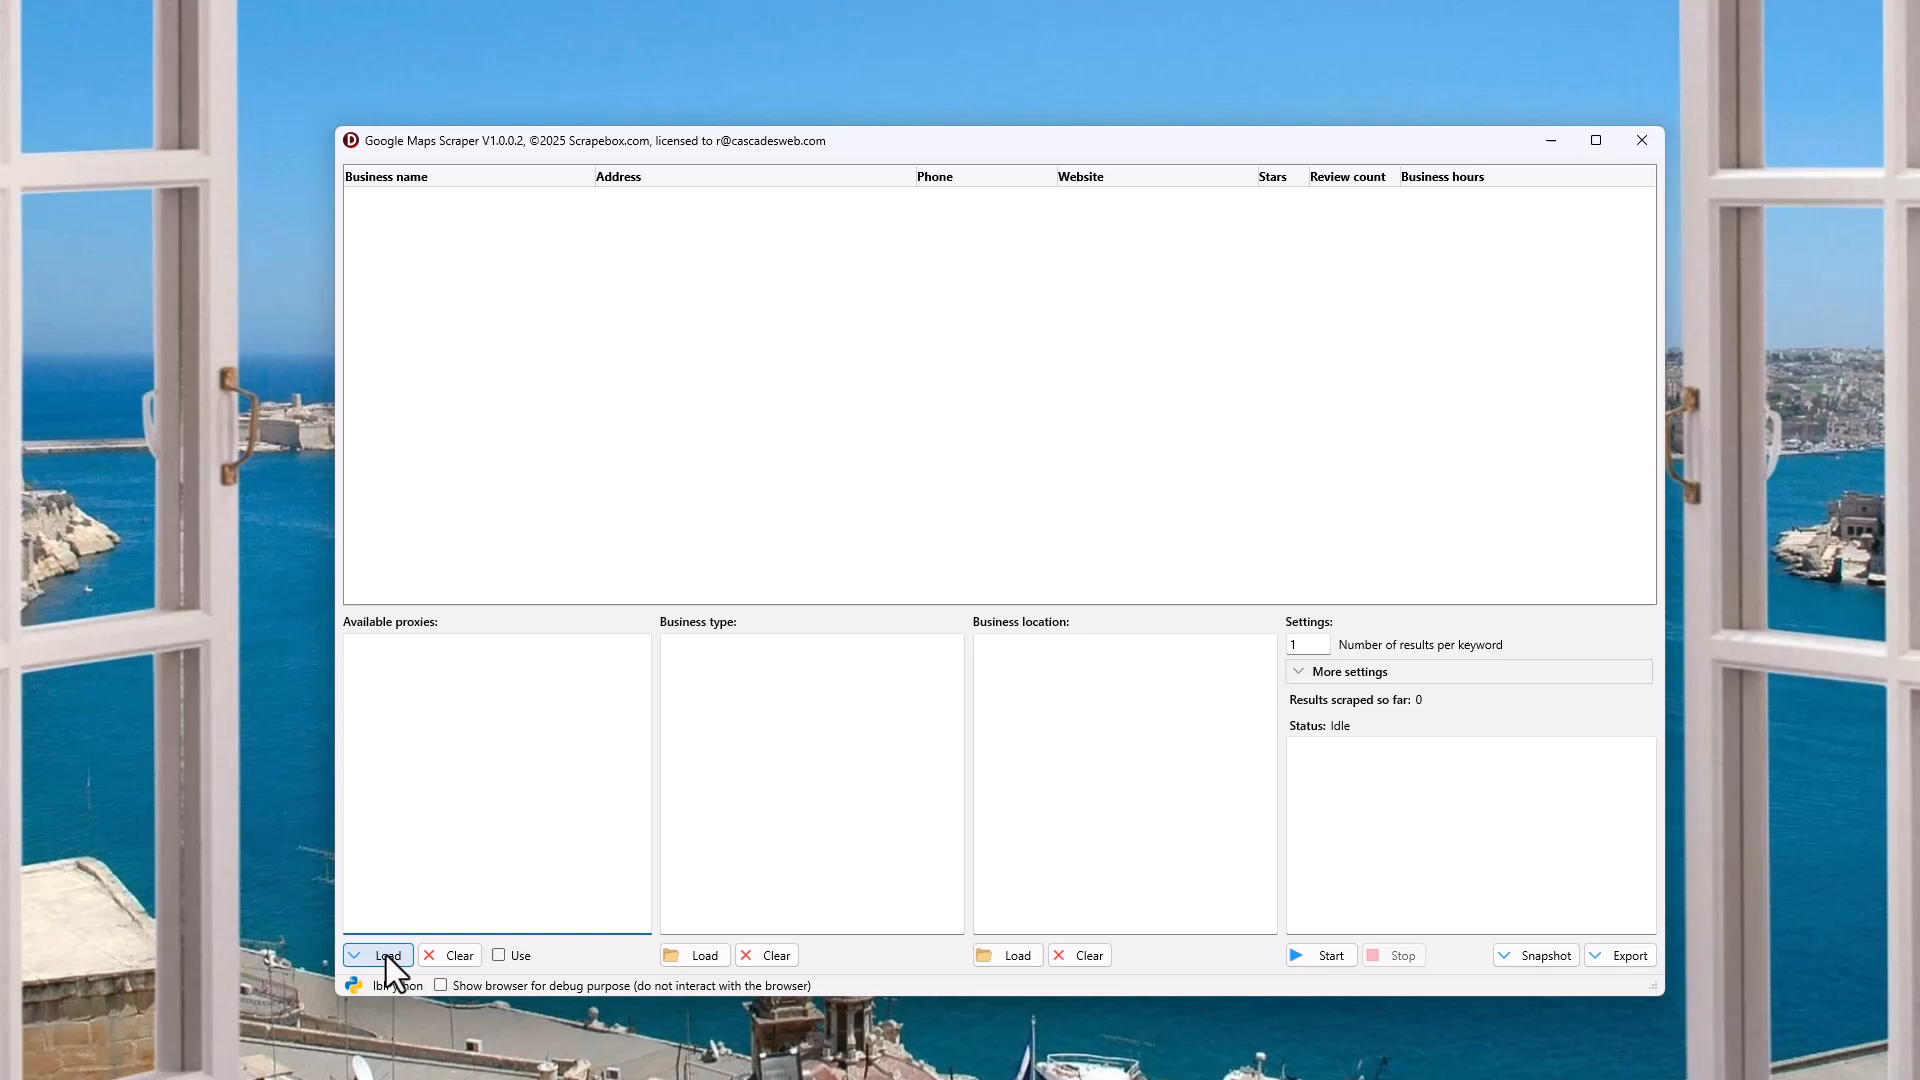 Google Maps Scraper V1.0.0.2, ©2025 Scrapebox.com, licensed to r@cascadesweb.com
Business name Address Phone Website Stars Review count Business hours
Available proxies: Business type: Business location: Settings:
1 Number of results per keyword
More settings
Results scraped so far: 0
Status: Idle
Load Clear Use Load Clear Load Clear Start Stop Snapshot Export
Show browser for debug purpose (do not interact with the browser)